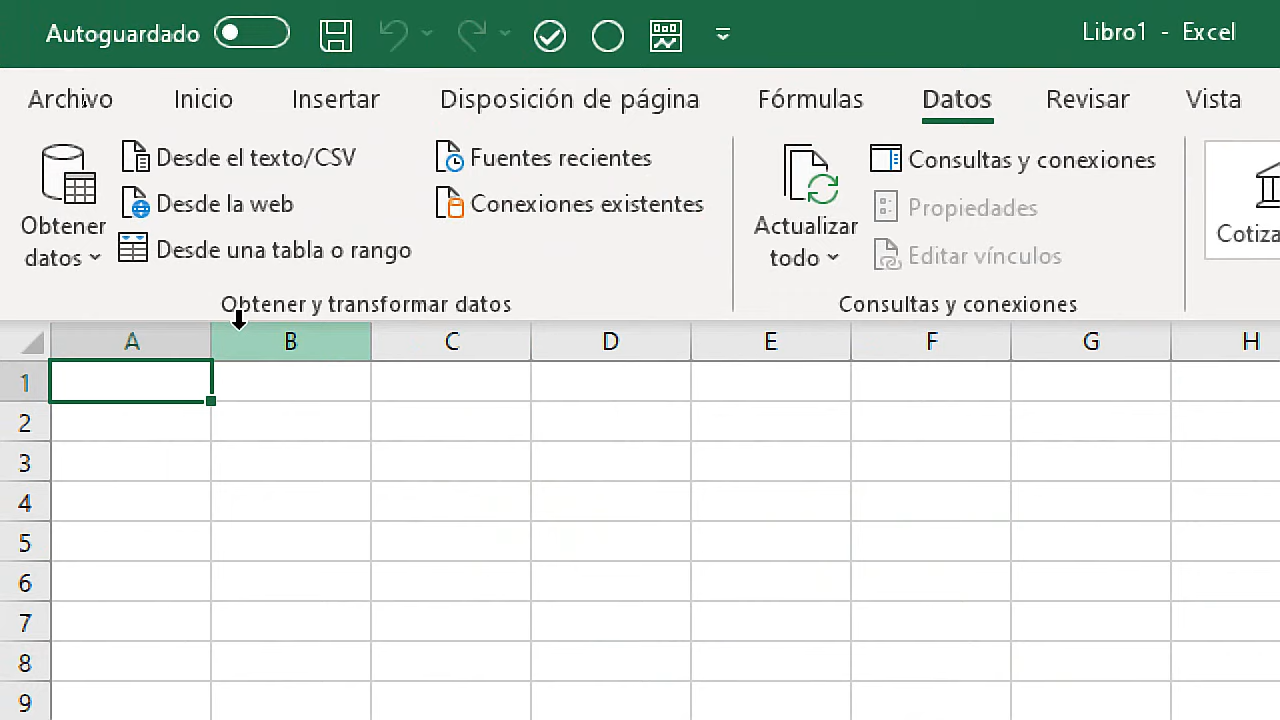 Autoguardado
Libro1 - Excel
Archivo Inicio Insertar Disposición de página Fórmulas Datos Revisar Vista
Obtener datos
Desde el texto/CSV
Desde la web
Desde una tabla o rango
Fuentes recientes
Conexiones existentes
Obtener y transformar datos
Actualizar todo
Consultas y conexiones
Propiedades
Editar vínculos
Consultas y conexiones
Cotiza
A B C D E F G H
1
2
3
4
5
6
7
8
9